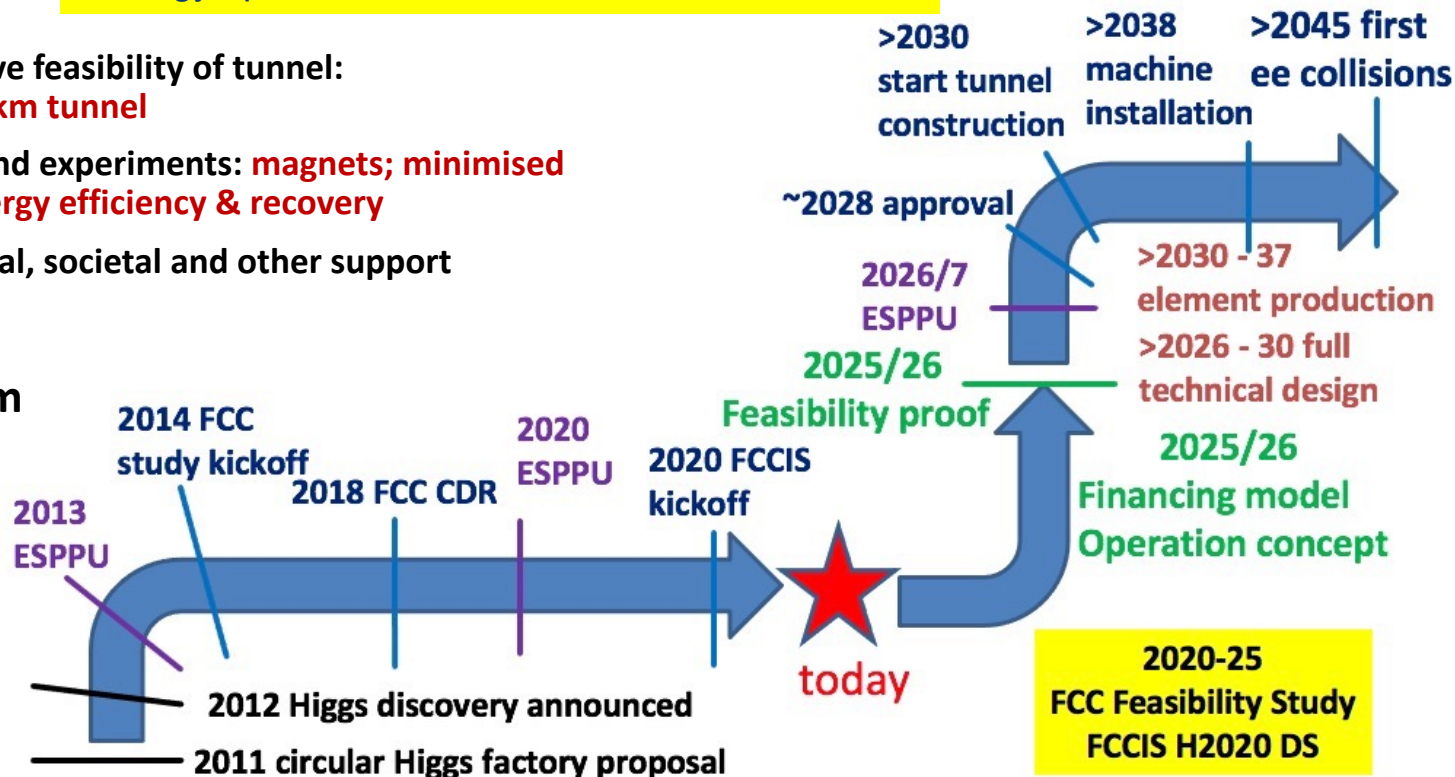 ve feasibility of tunnel:
km tunnel
nd experiments: magnets; minimised
ergy efficiency & recovery
al, societal and other support
m
>2030
start tunnel
construction
>2038
machine
installation
>2045 first
ee collisions
~2028 approval
2026/7
ESPPU
>2030 - 37
element production
>2026 - 30 full
technical design
2025/26
Feasibility proof
2025/26
Financing model
Operation concept
2013
ESPPU
2014 FCC
study kickoff
2018 FCC CDR
2020
ESPPU
2020 FCCIS
kickoff
today
2012 Higgs discovery announced
2011 circular Higgs factory proposal
2020-25
FCC Feasibility Study
FCCIS H2020 DS